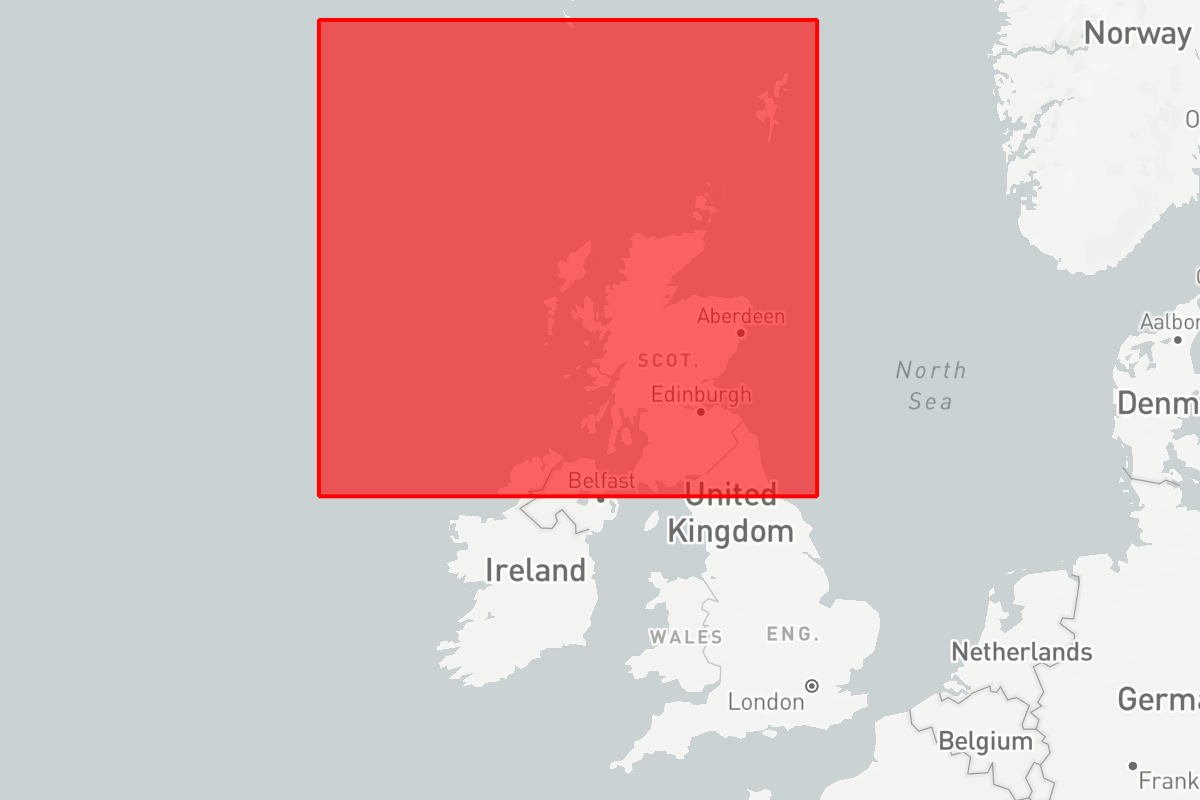 Norway
Aberdeen
Aalbor
SCOT.
North
Sea
Edinburgh
Denm
Belfast
United
Kingdom
Ireland
WALES
ENG.
Netherlands
London
Germa
Belgium
Frank